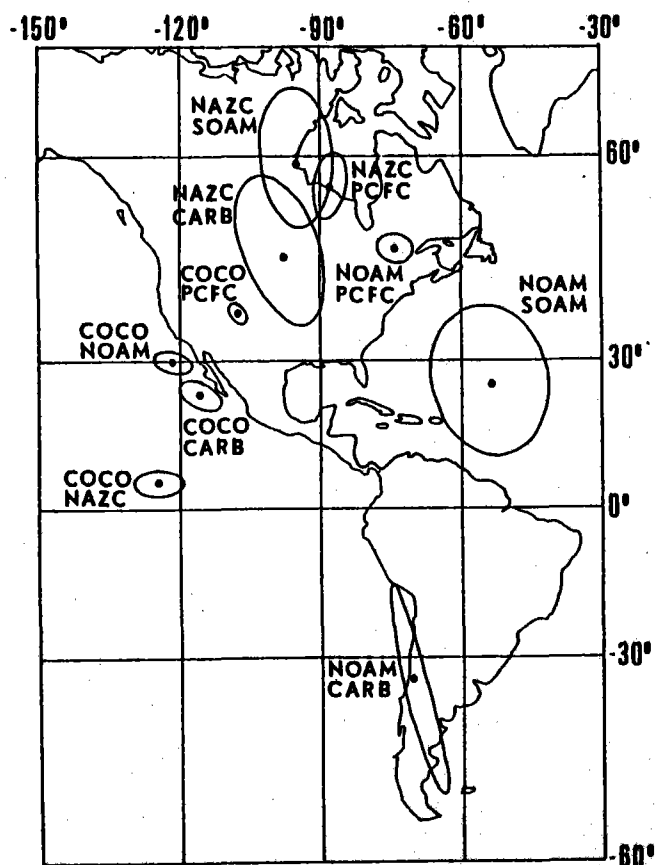 -150° -120° -90° -60° -30°
NAZC
SOAM
60°
NAZC
PCFC
NAZC
CARB
COCO
PCFC
NOAM
PCFC
NOAM
SOAM
COCO
NOAM
30°
COCO
CARB
COCO
NAZC
0°
-30°
NOAM
CARB
-60°